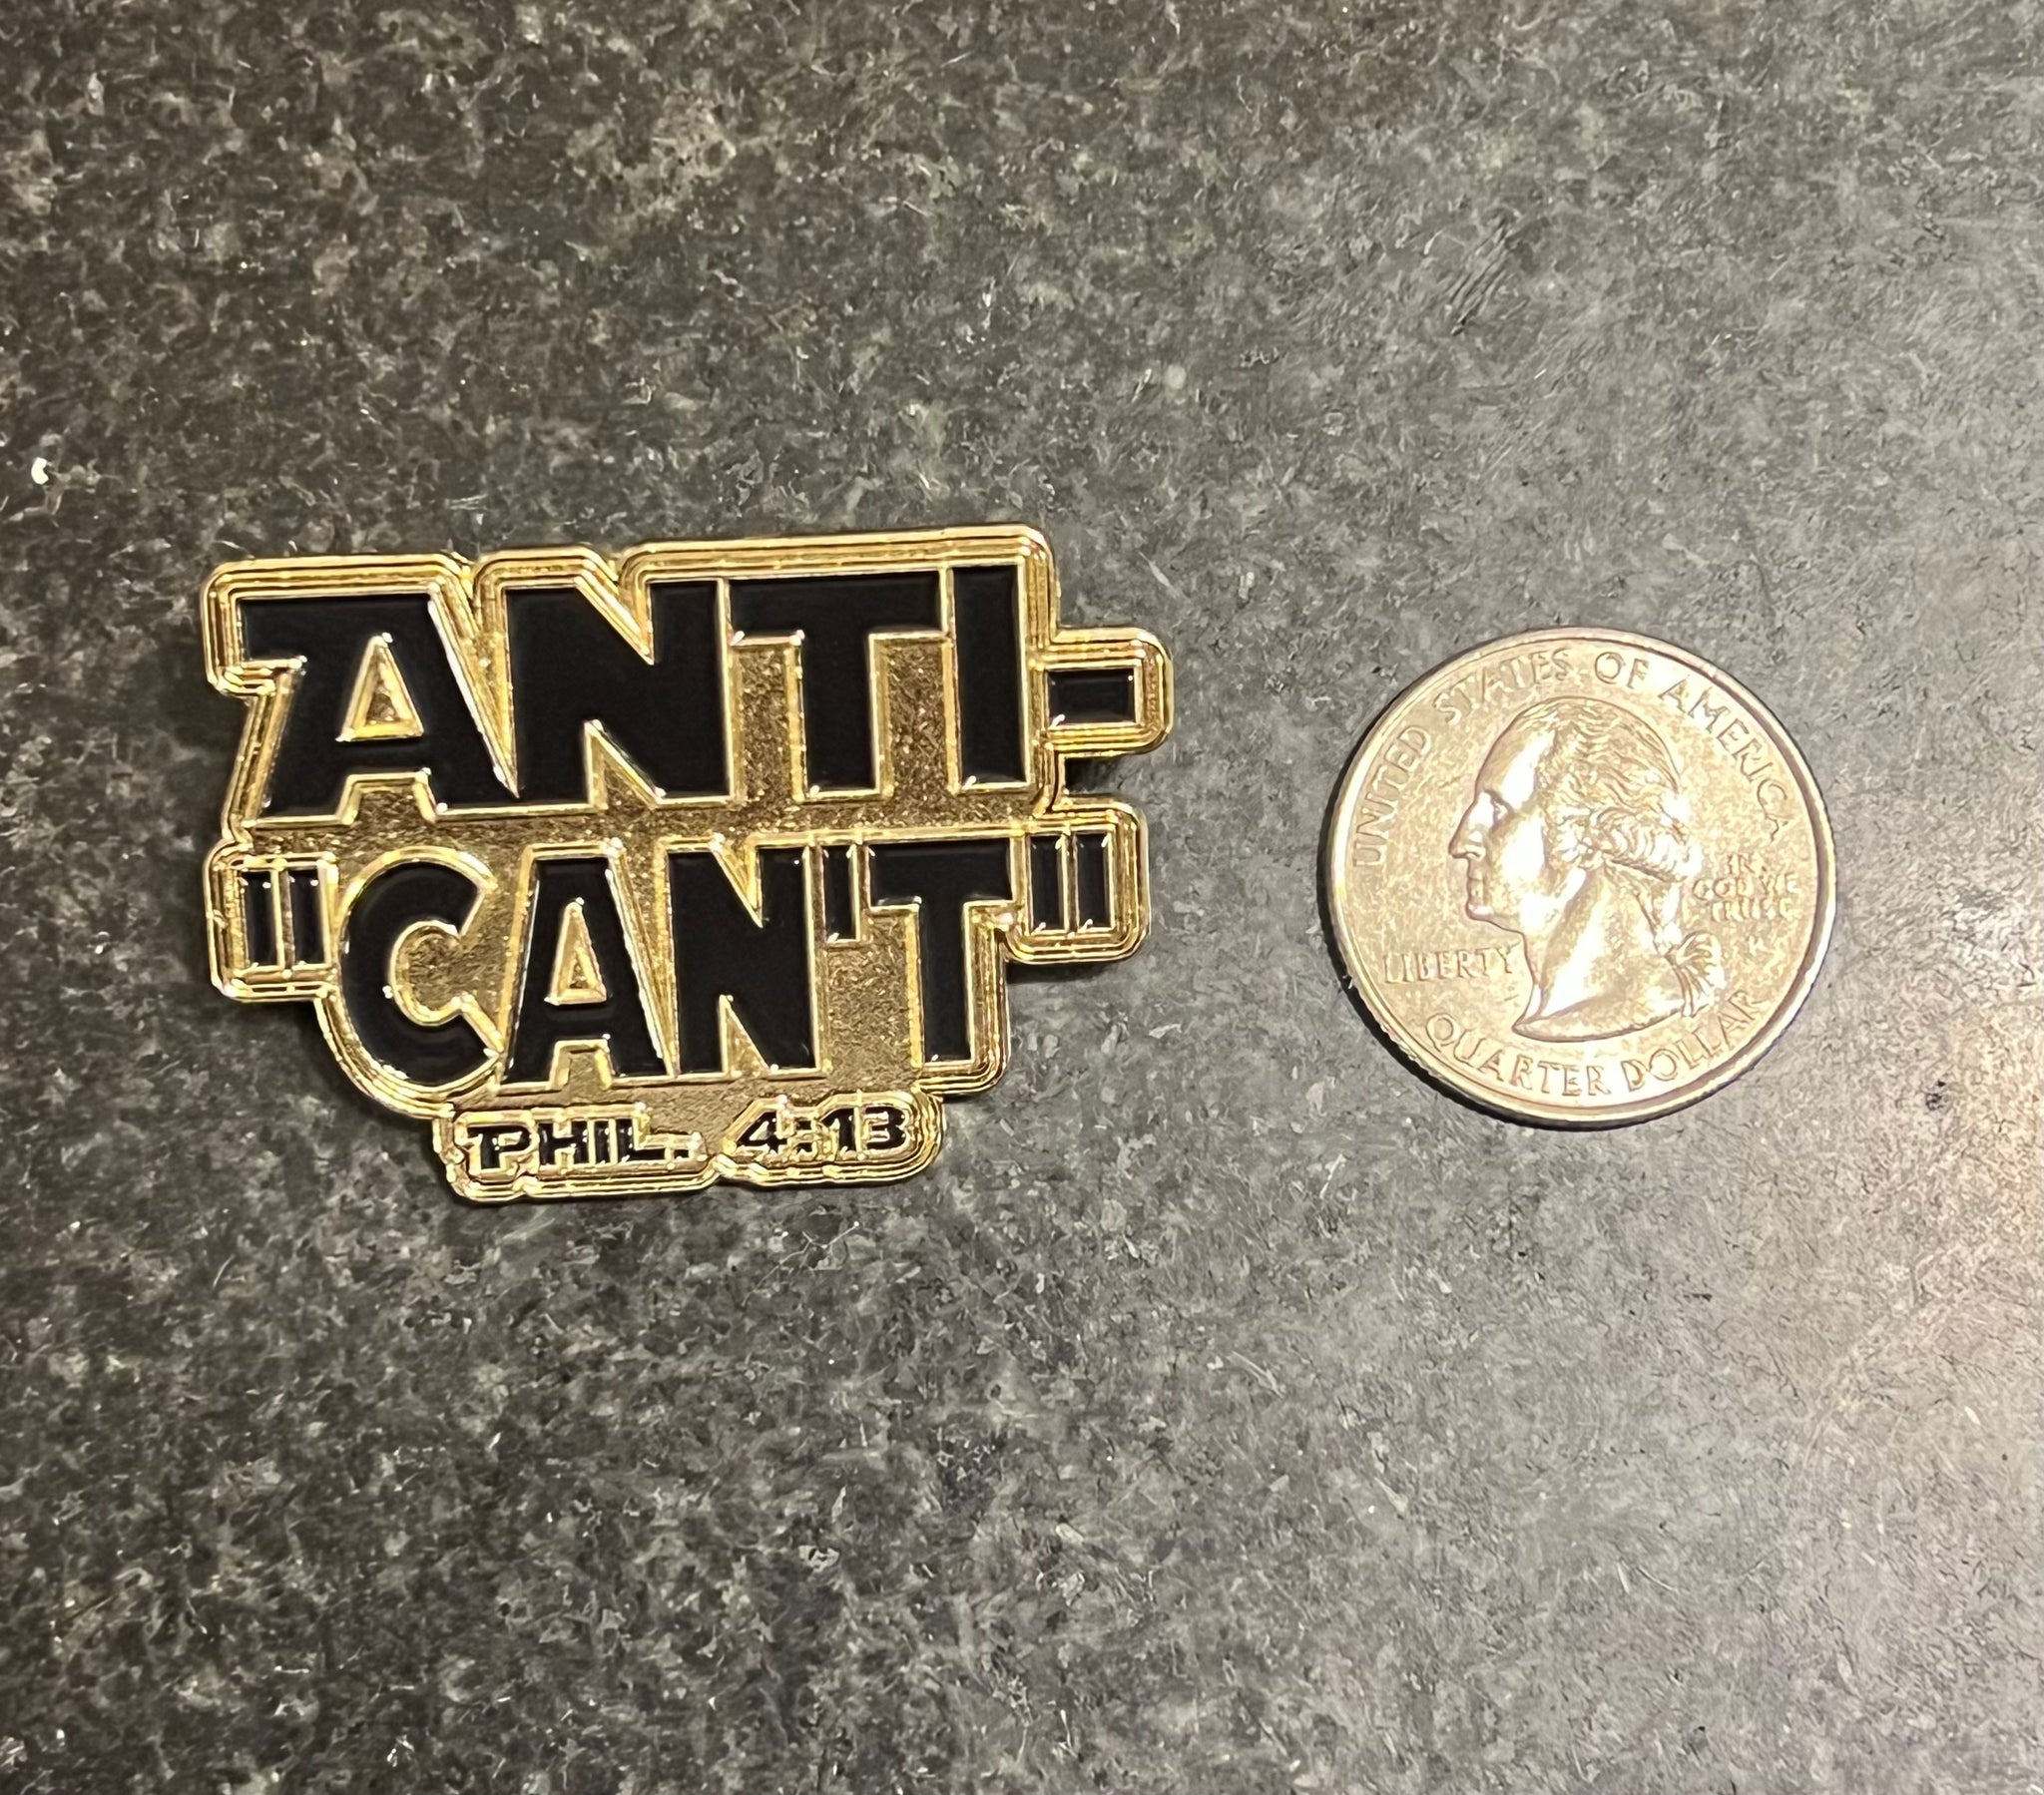 ANTI-
"CAN'T"
PHIL. 4:13
UNITED STATES OF AMERICA
IN
GOD WE
TRUST
LIBERTY
QUARTER DOLLAR